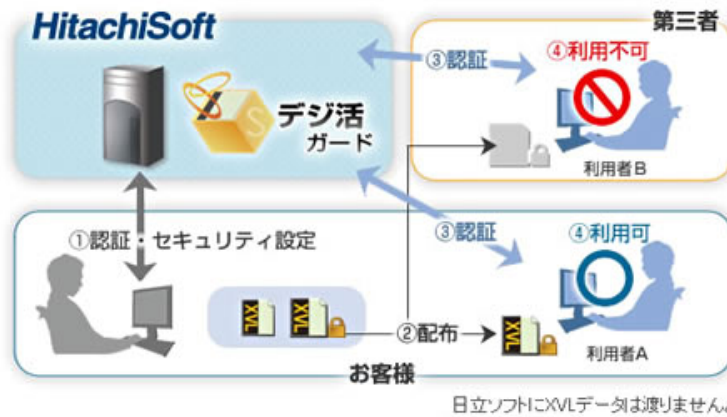 HitachiSoft
第三者
③認証
④利用不可
デジ活
ガード
S
利用者B
①認証・セキュリティ設定
③認証
④利用可
XVL
XVL
②配布
XVL
利用者A
お客様
日立ソフトにXVLデータは渡りません。